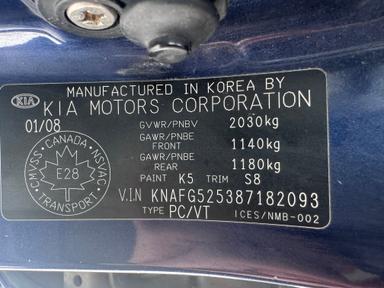 MANUFACTURED IN KOREA BY
KIA
KIA MOTORS CORPORATION
01/08
GVWR/PNBV 2030kg
GAWR/PNBE FRONT 1140kg
GAWR/PNBE REAR 1180kg
PAINT K5 TRIM S8
CMVSS · CANADA · NSVAC
E28
TRANSPORT
V.I.N KNAFG525387182093
TYPE PC/VT ICES/NMB-002